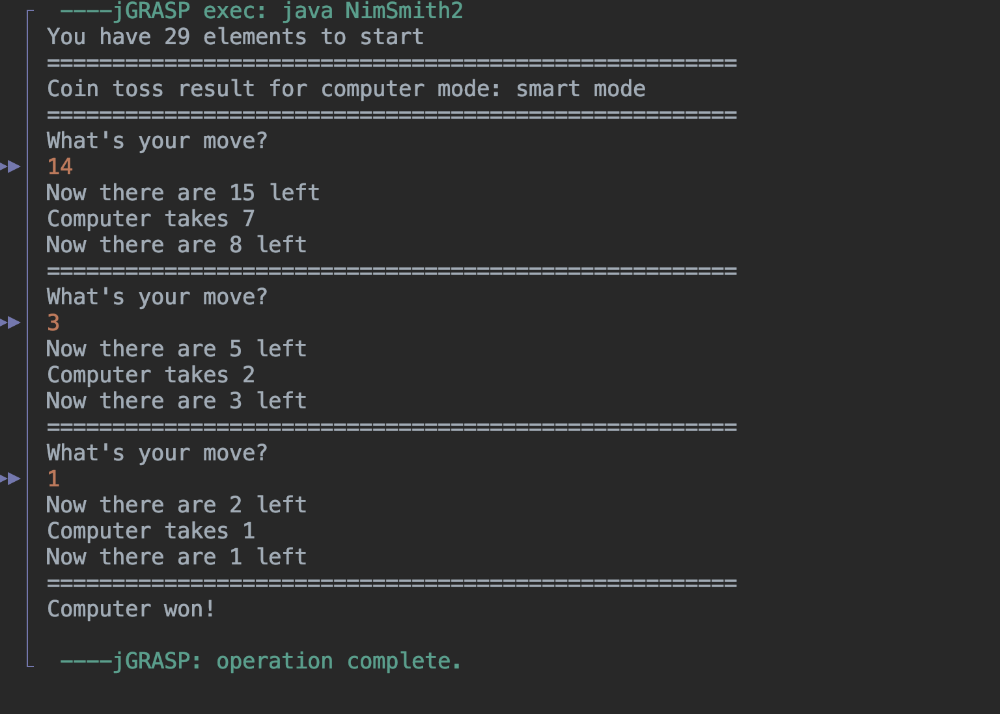 ----jGRASP exec: java NimSmith2
You have 29 elements to start
=====================================================
Coin toss result for computer mode: smart mode
=====================================================
What's your move?
14
Now there are 15 left
Computer takes 7
Now there are 8 left
=====================================================
What's your move?
3
Now there are 5 left
Computer takes 2
Now there are 3 left
=====================================================
What's your move?
1
Now there are 2 left
Computer takes 1
Now there are 1 left
=====================================================
Computer won!
----jGRASP: operation complete.